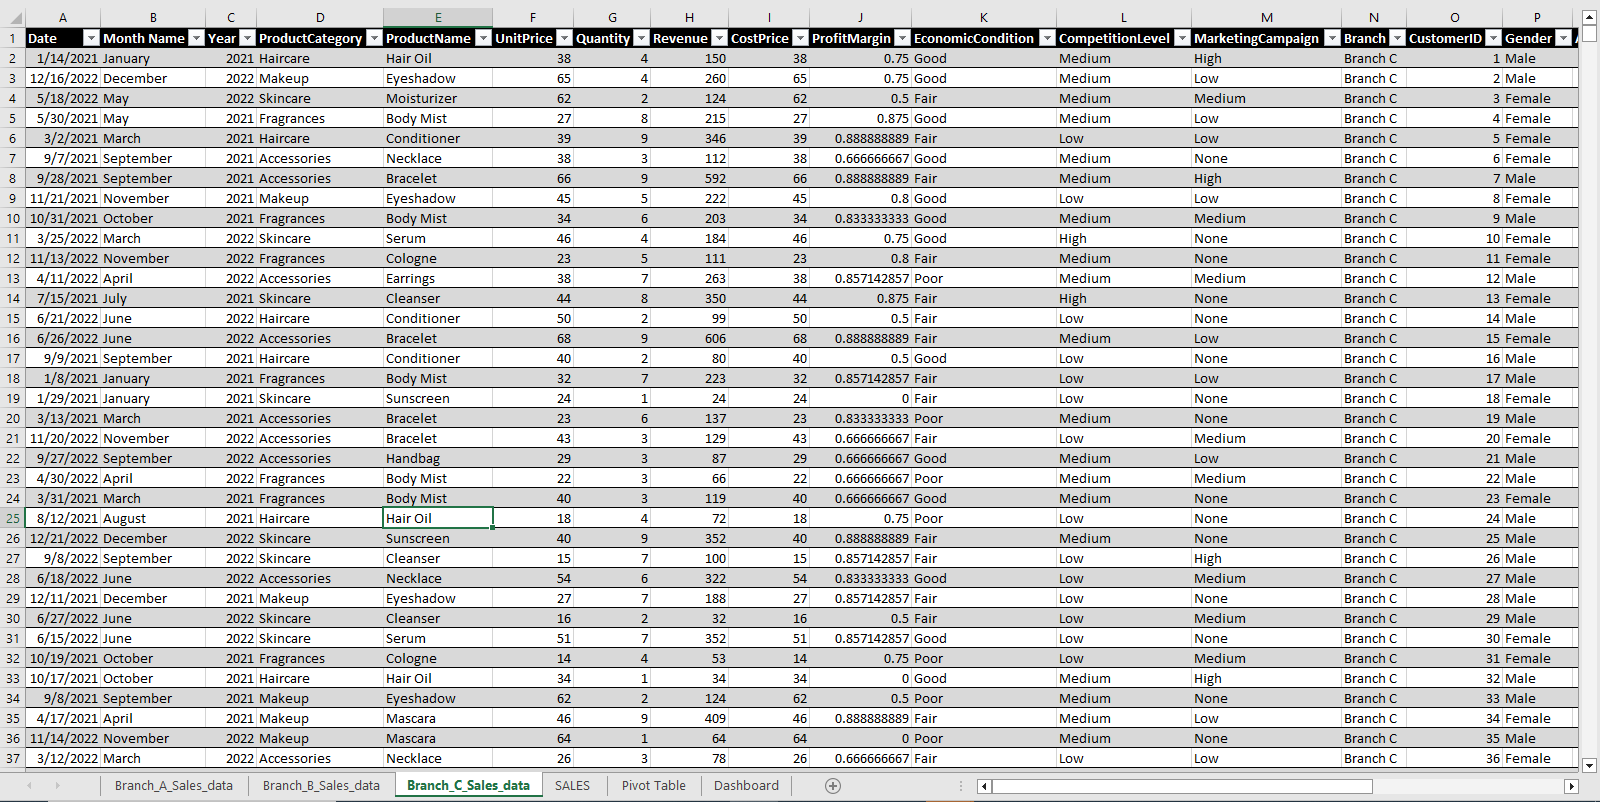 A B C D E F G H I J K L M N O P
1 Date Month Name Year ProductCategory ProductName UnitPrice Quantity Revenue CostPrice ProfitMargin EconomicCondition CompetitionLevel MarketingCampaign Branch CustomerID Gender
2 1/14/2021 January 2021 Haircare Hair Oil 38 4 150 38 0.75 Good Medium High Branch C 1 Male
3 12/16/2022 December 2022 Makeup Eyeshadow 65 4 260 65 0.75 Good Medium Low Branch C 2 Male
4 5/18/2022 May 2022 Skincare Moisturizer 62 2 124 62 0.5 Fair Medium Medium Branch C 3 Female
5 5/30/2021 May 2021 Fragrances Body Mist 27 8 215 27 0.875 Good Medium Low Branch C 4 Female
6 3/2/2021 March 2021 Haircare Conditioner 39 9 346 39 0.888888889 Fair Low Low Branch C 5 Female
7 9/7/2021 September 2021 Accessories Necklace 38 3 112 38 0.666666667 Good Medium None Branch C 6 Female
8 9/28/2021 September 2021 Accessories Bracelet 66 9 592 66 0.888888889 Fair Medium High Branch C 7 Male
9 11/21/2021 November 2021 Makeup Eyeshadow 45 5 222 45 0.8 Good Low Low Branch C 8 Female
10 10/31/2021 October 2021 Fragrances Body Mist 34 6 203 34 0.833333333 Good Medium Medium Branch C 9 Male
11 3/25/2022 March 2022 Skincare Serum 46 4 184 46 0.75 Good High None Branch C 10 Female
12 11/13/2022 November 2022 Fragrances Cologne 23 5 111 23 0.8 Fair Medium None Branch C 11 Female
13 4/11/2022 April 2022 Accessories Earrings 38 7 263 38 0.857142857 Poor Medium Medium Branch C 12 Male
14 7/15/2021 July 2021 Skincare Cleanser 44 8 350 44 0.875 Fair High None Branch C 13 Female
15 6/21/2022 June 2022 Haircare Conditioner 50 2 99 50 0.5 Fair Low None Branch C 14 Male
16 6/26/2022 June 2022 Accessories Bracelet 68 9 606 68 0.888888889 Fair Medium Low Branch C 15 Female
17 9/9/2021 September 2021 Haircare Conditioner 40 2 80 40 0.5 Good Low None Branch C 16 Male
18 1/8/2021 January 2021 Fragrances Body Mist 32 7 223 32 0.857142857 Fair Low Low Branch C 17 Male
19 1/29/2021 January 2021 Skincare Sunscreen 24 1 24 24 0 Fair Low None Branch C 18 Female
20 3/13/2021 March 2021 Accessories Bracelet 23 6 137 23 0.833333333 Poor Medium None Branch C 19 Male
21 11/20/2022 November 2022 Accessories Bracelet 43 3 129 43 0.666666667 Fair Low Medium Branch C 20 Female
22 9/27/2022 September 2022 Accessories Handbag 29 3 87 29 0.666666667 Good Medium Low Branch C 21 Male
23 4/30/2022 April 2022 Fragrances Body Mist 22 3 66 22 0.666666667 Poor Medium Medium Branch C 22 Male
24 3/31/2021 March 2021 Fragrances Body Mist 40 3 119 40 0.666666667 Good Medium None Branch C 23 Female
25 8/12/2021 August 2021 Haircare Hair Oil 18 4 72 18 0.75 Poor Low None Branch C 24 Male
26 12/21/2022 December 2022 Skincare Sunscreen 40 9 352 40 0.888888889 Fair Medium None Branch C 25 Male
27 9/8/2022 September 2022 Skincare Cleanser 15 7 100 15 0.857142857 Fair Low High Branch C 26 Male
28 6/18/2022 June 2022 Accessories Necklace 54 6 322 54 0.833333333 Good Low Medium Branch C 27 Male
29 12/11/2021 December 2021 Makeup Eyeshadow 27 7 188 27 0.857142857 Fair Low None Branch C 28 Male
30 6/27/2022 June 2022 Skincare Cleanser 16 2 32 16 0.5 Fair Low Medium Branch C 29 Male
31 6/15/2022 June 2022 Skincare Serum 51 7 352 51 0.857142857 Good Low None Branch C 30 Female
32 10/19/2021 October 2021 Fragrances Cologne 14 4 53 14 0.75 Poor Low Medium Branch C 31 Female
33 10/17/2021 October 2021 Haircare Hair Oil 34 1 34 34 0 Good Medium High Branch C 32 Male
34 9/8/2021 September 2021 Makeup Eyeshadow 62 2 124 62 0.5 Poor Medium None Branch C 33 Male
35 4/17/2021 April 2021 Makeup Mascara 46 9 409 46 0.888888889 Fair Medium Low Branch C 34 Female
36 11/14/2022 November 2022 Makeup Mascara 64 1 64 64 0 Poor Medium None Branch C 35 Male
37 3/12/2022 March 2022 Accessories Necklace 26 3 78 26 0.666666667 Fair Low Low Branch C 36 Female
Branch_A_Sales_data Branch_B_Sales_data Branch_C_Sales_data SALES Pivot Table Dashboard